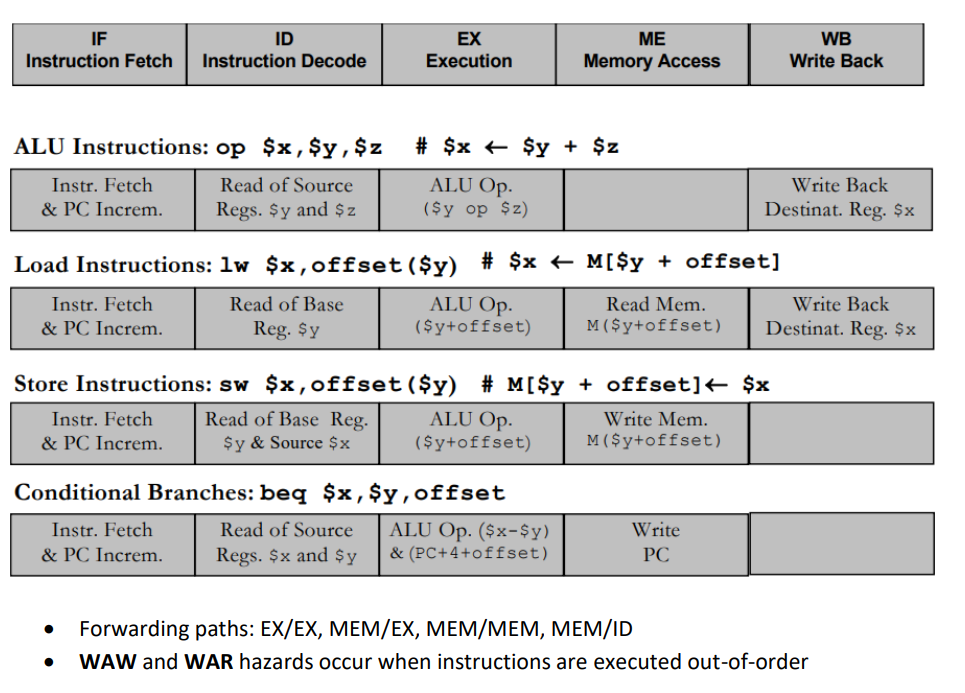 IF ID EX ME WB
Instruction Fetch Instruction Decode Execution Memory Access Write Back
ALU Instructions: op $x,$y,$z # $x ← $y + $z
Instr. Fetch Read of Source ALU Op. Write Back
& PC Increm. Regs. $y and $z ($y op $z) Destinat. Reg. $x
Load Instructions: lw $x,offset($y) # $x ← M[$y + offset]
Instr. Fetch Read of Base ALU Op. Read Mem. Write Back
& PC Increm. Reg. $y ($y+offset) M($y+offset) Destinat. Reg. $x
Store Instructions: sw $x,offset($y) # M[$y + offset]← $x
Instr. Fetch Read of Base Reg. ALU Op. Write Mem.
& PC Increm. $y & Source $x ($y+offset) M($y+offset)
Conditional Branches: beq $x,$y,offset
Instr. Fetch Read of Source ALU Op. ($x-$y) Write
& PC Increm. Regs. $x and $y & (PC+4+offset) PC
• Forwarding paths: EX/EX, MEM/EX, MEM/MEM, MEM/ID
• WAW and WAR hazards occur when instructions are executed out-of-order